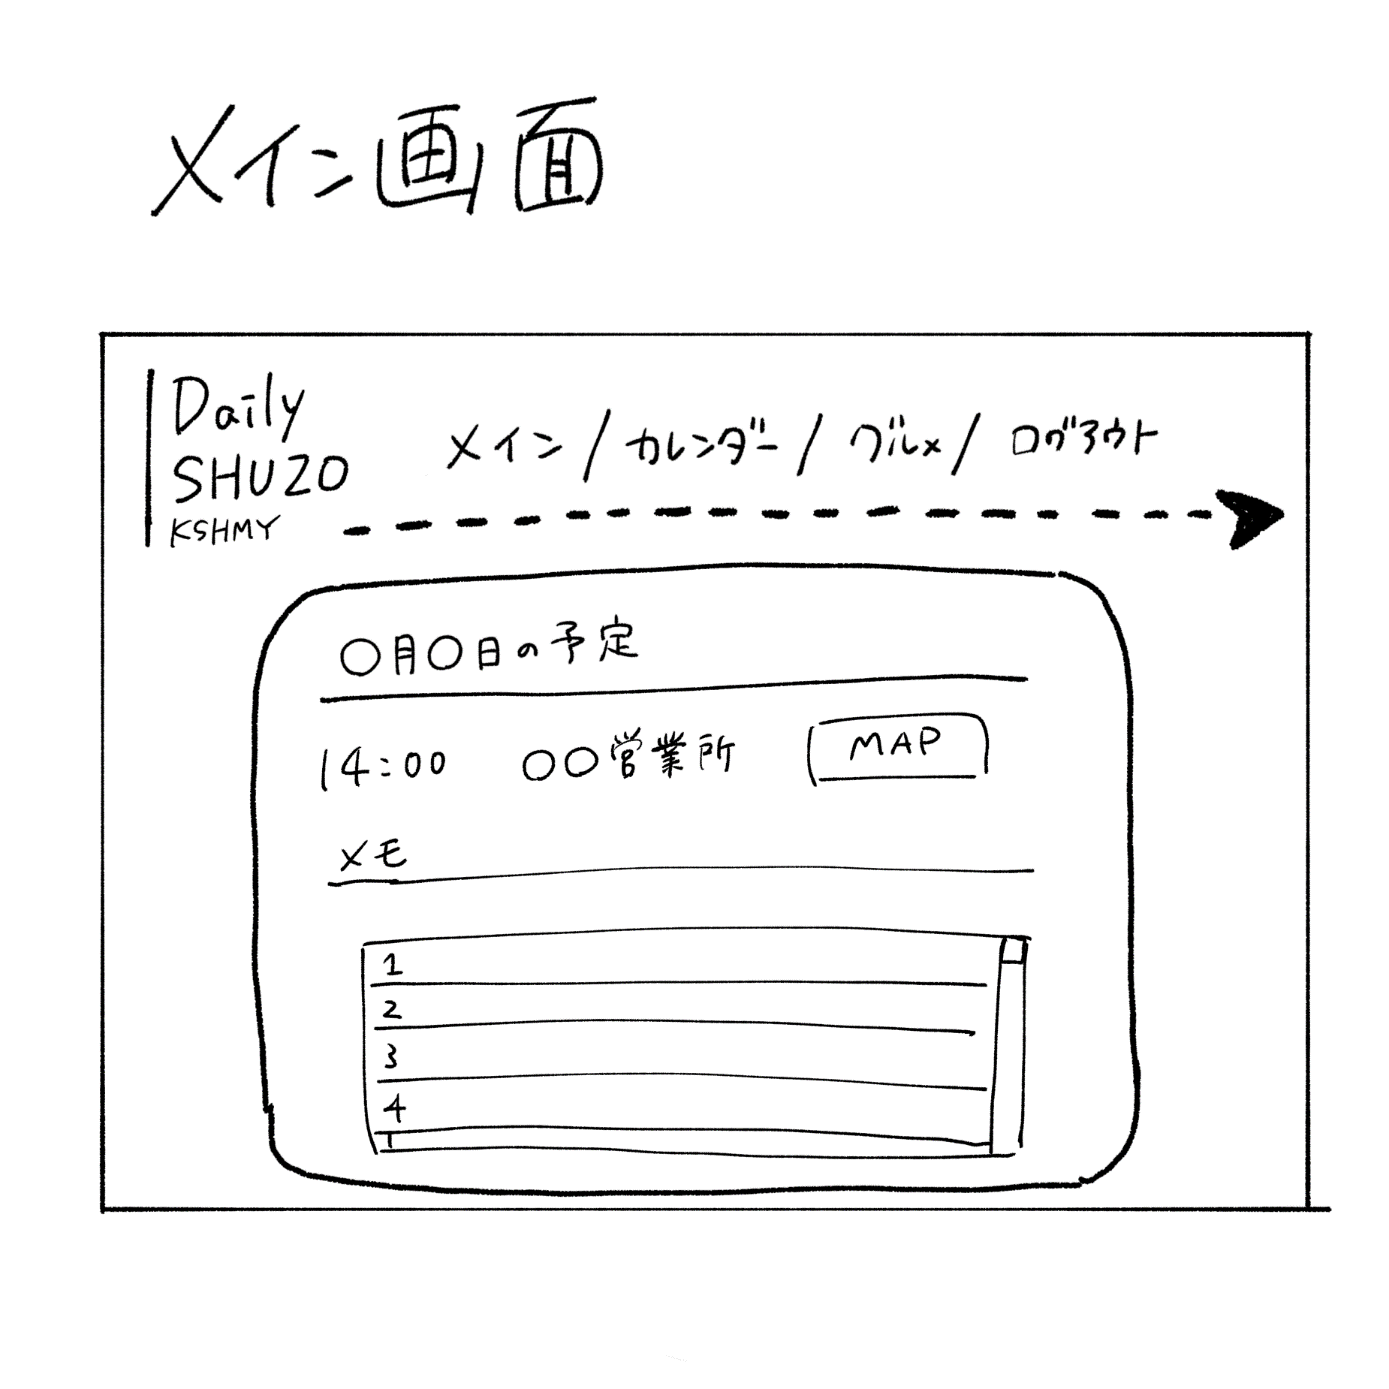 メイン画面
Daily
SHUZO
KSHMY
メイン/カレンダー/グルメ/ログアウト
○月○日の予定
14:00 ○○営業所 MAP
メモ
1
2
3
4